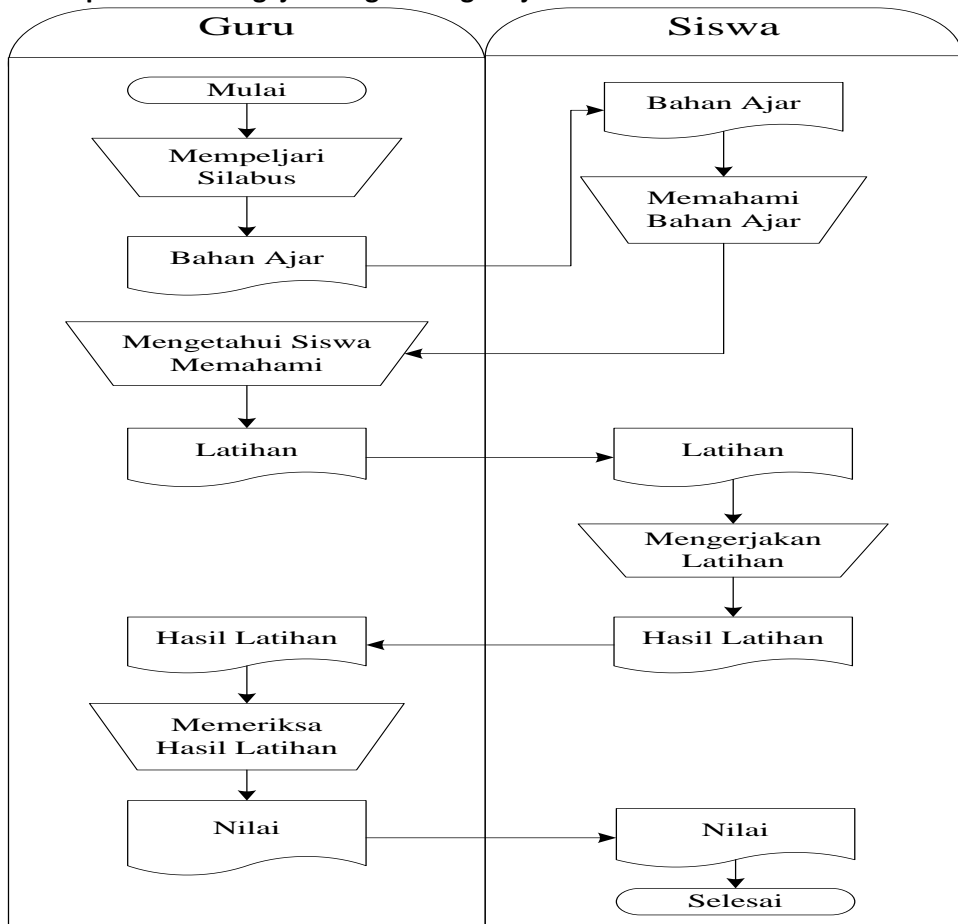 Guru
Siswa
Mulai
Mempeljari
Silabus
Bahan Ajar
Bahan Ajar
Memahami
Bahan Ajar
Mengetahui Siswa
Memahami
Latihan
Latihan
Mengerjakan
Latihan
Hasil Latihan
Hasil Latihan
Memeriksa
Hasil Latihan
Nilai
Nilai
Selesai